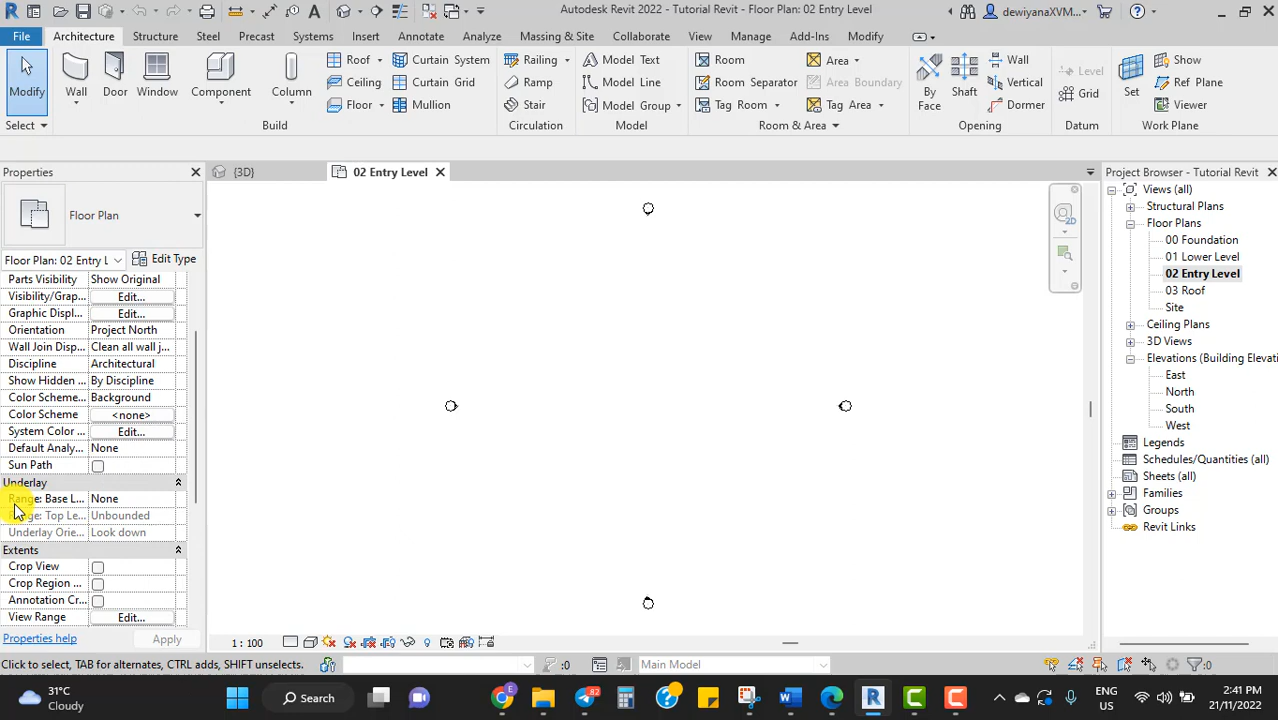 Autodesk Revit 2022 - Tutorial Revit - Floor Plan: 02 Entry Level
dewiyanaXVM...
File Architecture Structure Steel Precast Systems Insert Annotate Analyze Massing & Site Collaborate View Manage Add-Ins Modify
Modify Wall Door Window Component Column
Roof Ceiling Floor
Curtain System Curtain Grid Mullion
Railing Ramp Stair
Model Text Model Line Model Group
Room Room Separator Tag Room
Area Area Boundary Tag Area
By Face Shaft Wall Vertical Dormer
Level Grid
Set Show Ref Plane Viewer
Select Build Circulation Model Room & Area Opening Datum Work Plane
Properties
{3D} 02 Entry Level
Project Browser - Tutorial Revit
Floor Plan
Floor Plan: 02 Entry L
Edit Type
Parts Visibility Show Original
Visibility/Grap... Edit...
Graphic Displ... Edit...
Orientation Project North
Wall Join Disp... Clean all wall j...
Discipline Architectural
Show Hidden ... By Discipline
Color Scheme... Background
Color Scheme <none>
System Color ... Edit...
Default Analy... None
Sun Path
Underlay
Range: Base L... None
Range: Top Le... Unbounded
Underlay Orie... Look down
Extents
Crop View
Crop Region ...
Annotation Cr...
View Range Edit...
Properties help Apply
2D
Views (all)
Structural Plans
Floor Plans
00 Foundation
01 Lower Level
02 Entry Level
03 Roof
Site
Ceiling Plans
3D Views
Elevations (Building Elevati
East
North
South
West
Legends
Schedules/Quantities (all)
Sheets (all)
Families
Groups
Revit Links
1 : 100
Click to select, TAB for alternates, CTRL adds, SHIFT unselects.
:0 Main Model :0
31°C
Cloudy
Search
82
ENG
US
2:41 PM
21/11/2022